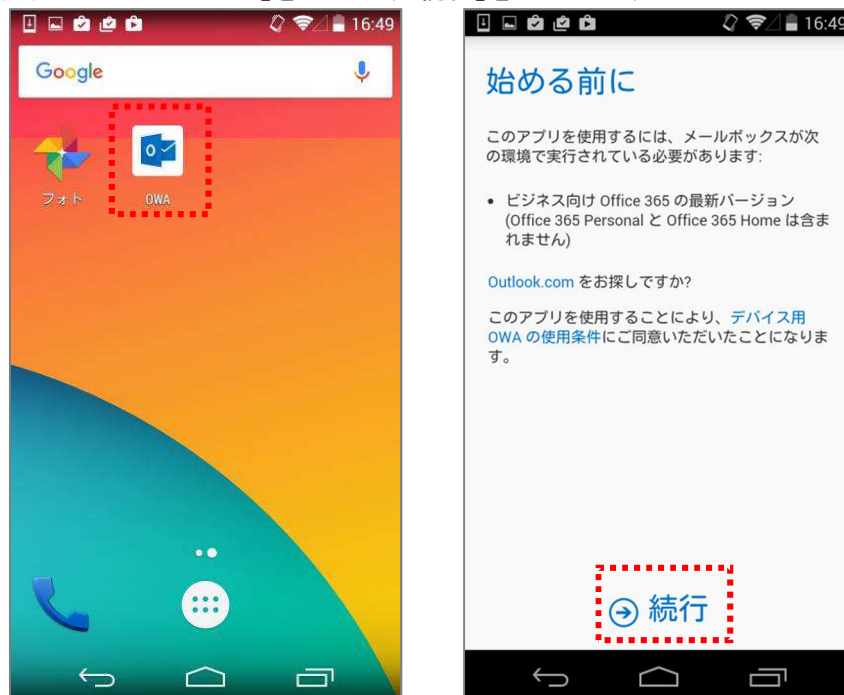 16:49
Google
フォト
OWA
16:49
始める前に
このアプリを使用するには、メールボックスが次
の環境で実行されている必要があります:
• ビジネス向け Office 365 の最新バージョン
(Office 365 Personal と Office 365 Home は含ま
れません)
Outlook.com をお探しですか?
このアプリを使用することにより、デバイス用
OWA の使用条件にご同意いただいたことになりま
す。
続行